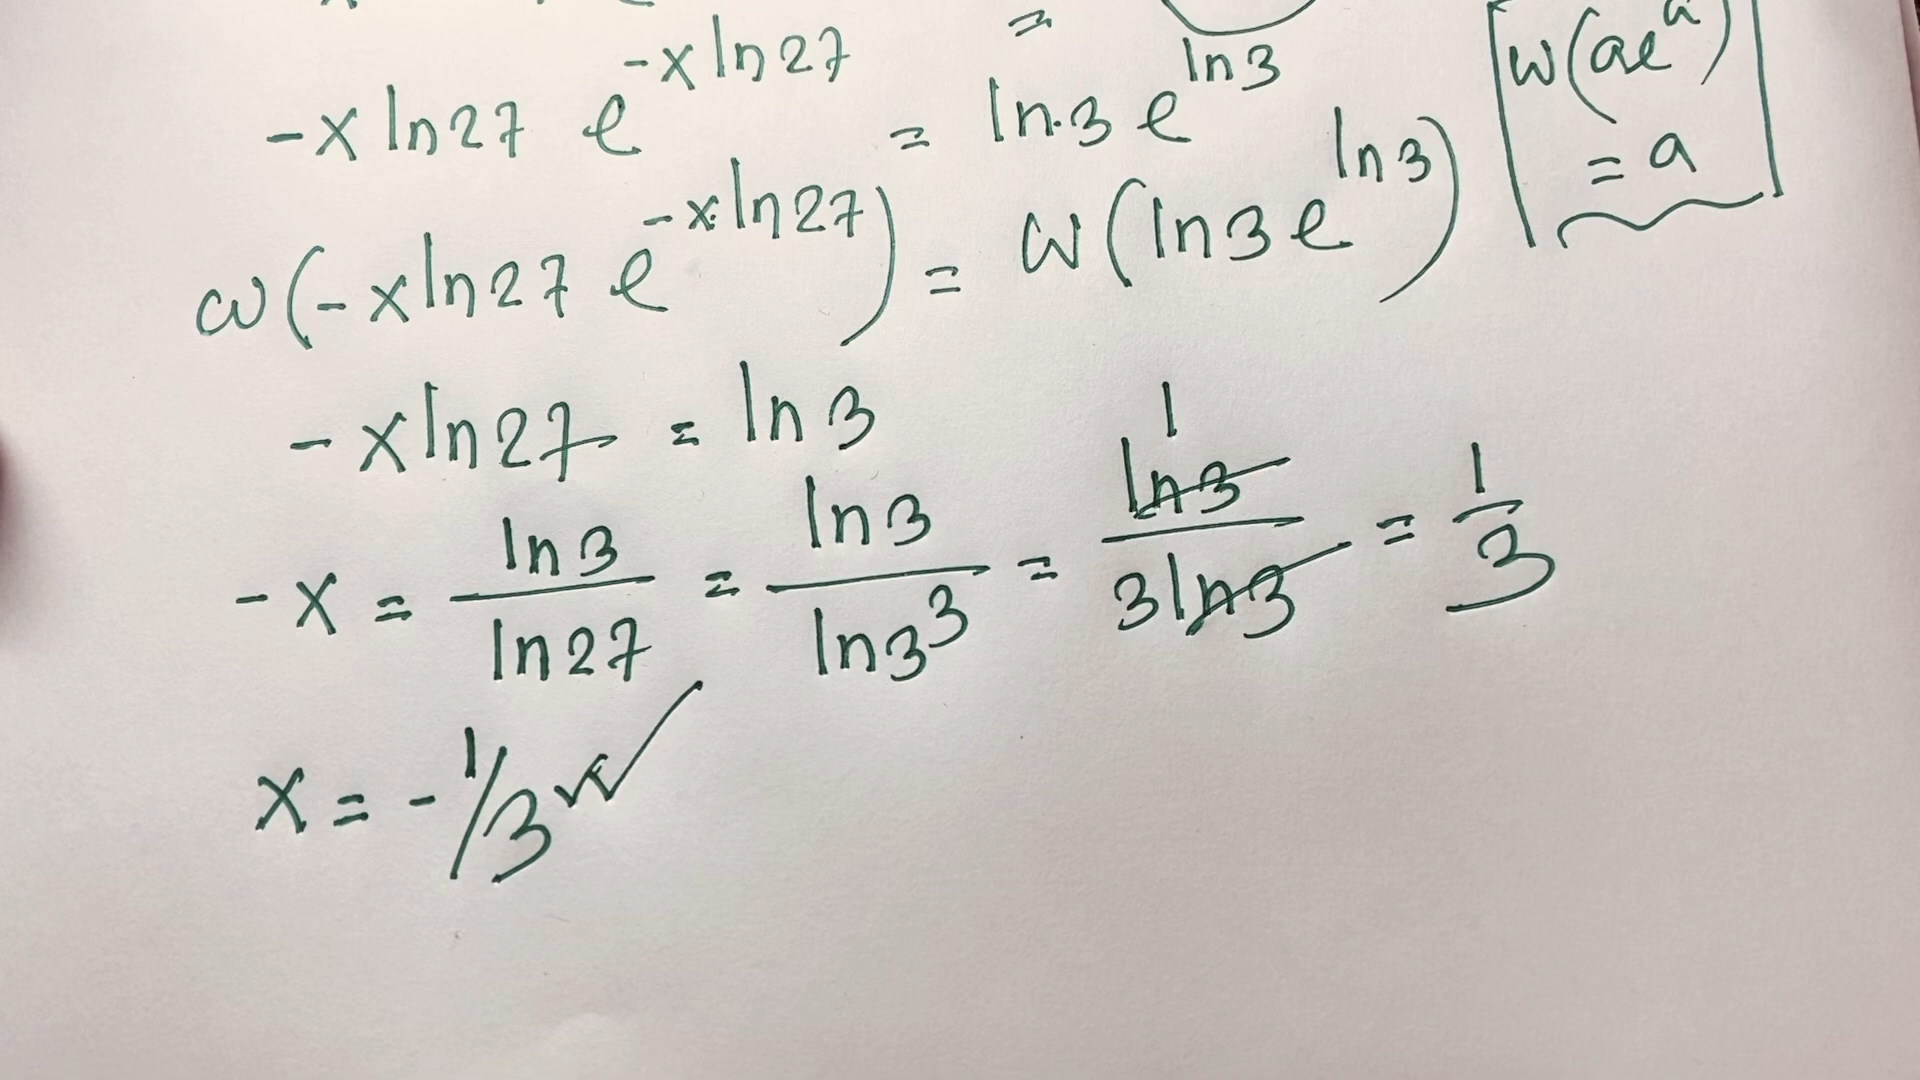 -x ln27 e^{-x ln27} = ln3 e^{ln3}
W(ae^a) = a
W(-x ln27 e^{-x ln27}) = W(ln3 e^{ln3})
-x ln27 = ln3
-x = ln3/ln27 = ln3/ln3^3 = 1 ln3/3ln3 = 1/3
x = -1/3